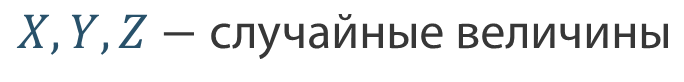 X, Y, Z — случайные величины